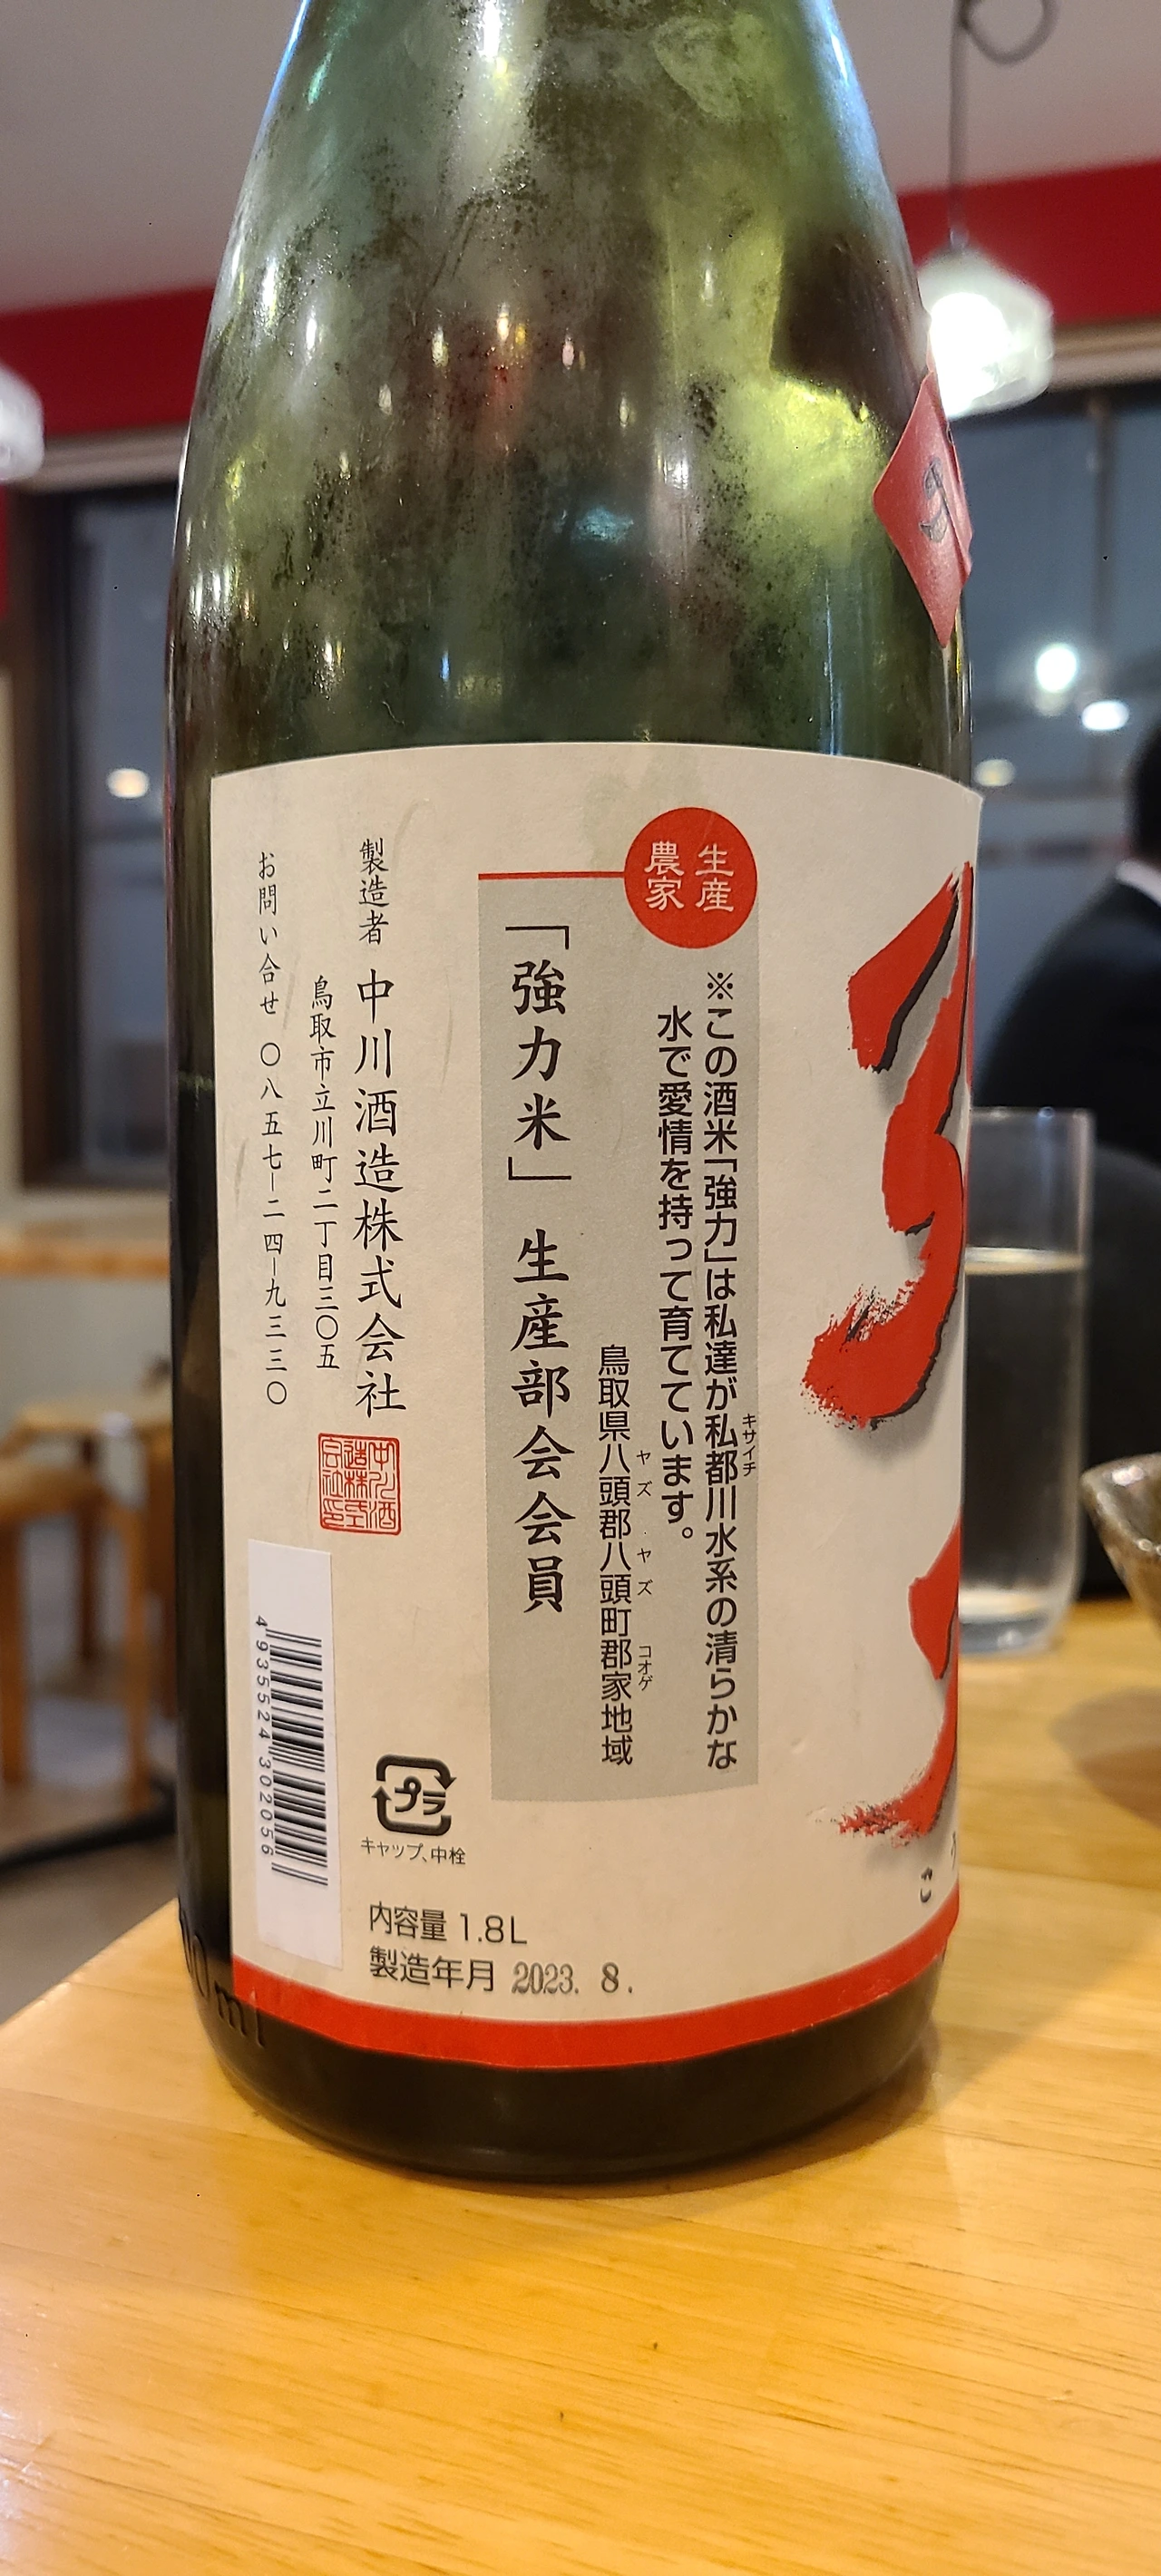 生産
農家
※この酒米「強力」は私達が私都川水系の清らかな
キサイチ
水で愛情を持って育てています。
鳥取県八頭郡八頭町郡家地域
ヤズ ヤズ コオゲ
「強力米」 生産部会会員
製造者 中川酒造株式会社
鳥取市立川町二丁目三〇五
お問い合せ 〇八五七-二四-九三三〇
4935524 302056
プラ
キャップ、中栓
内容量 1.8L
製造年月 2023. 8.
こ